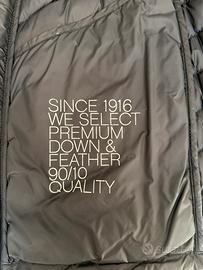 SINCE 1916
WE SELECT
PREMIUM
DOWN &
FEATHER
90/10
QUALITY